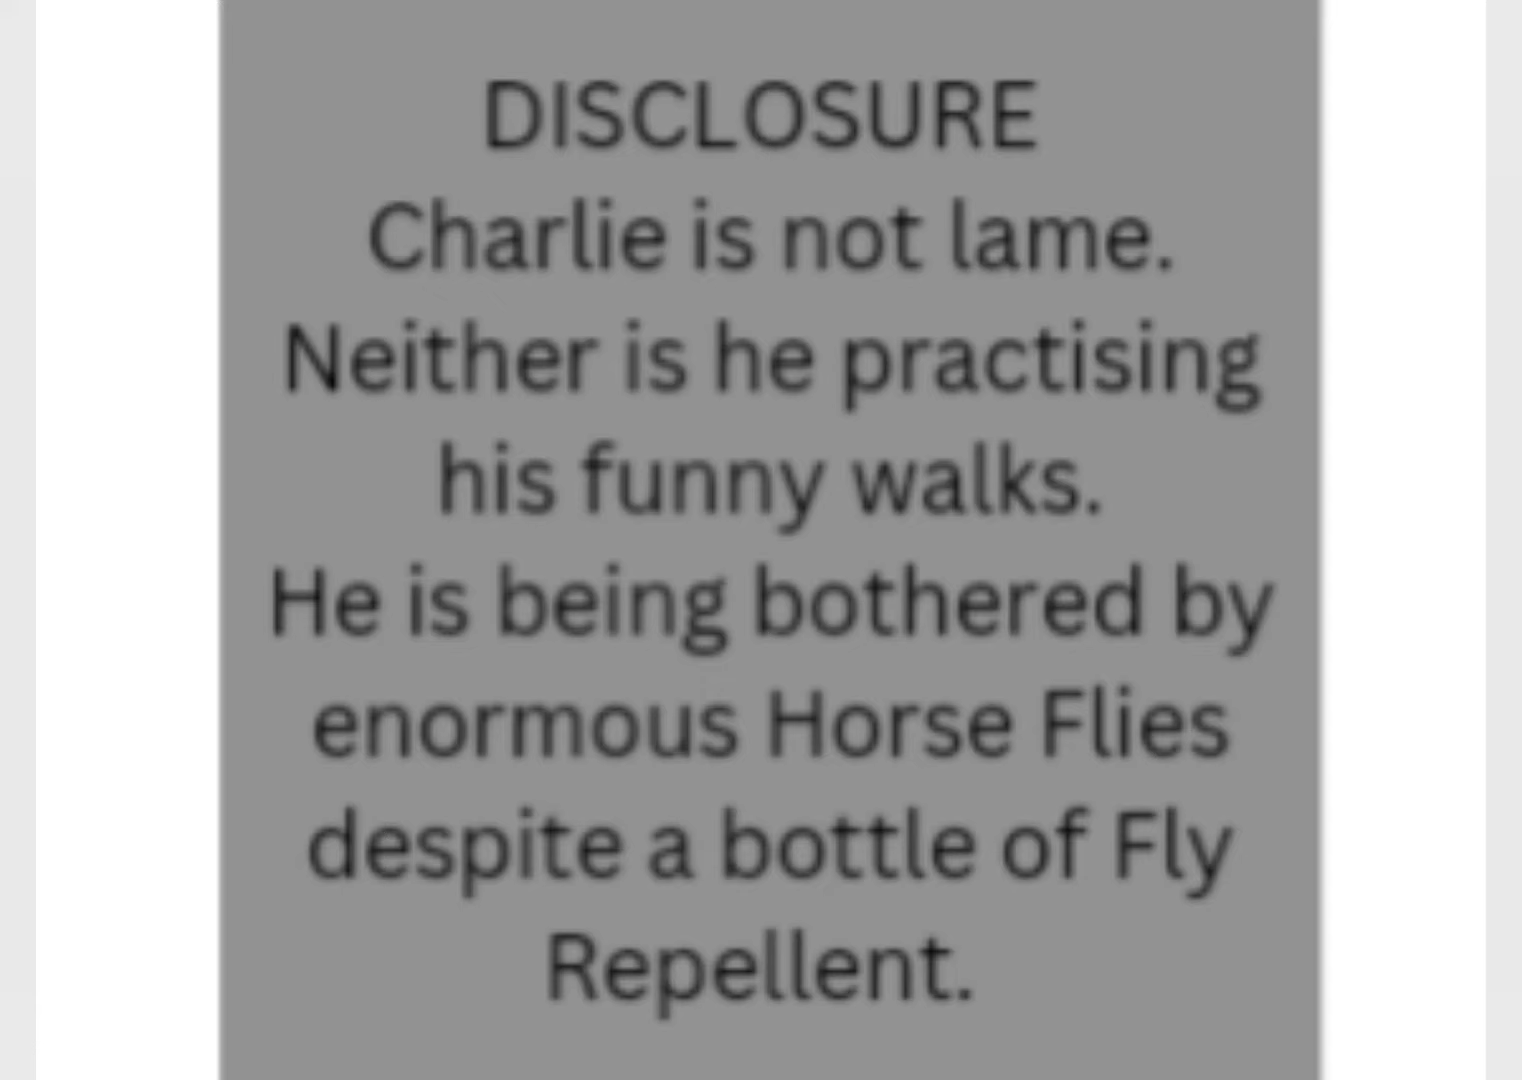 DISCLOSURE
Charlie is not lame.
Neither is he practising
his funny walks.
He is being bothered by
enormous Horse Flies
despite a bottle of Fly
Repellent.